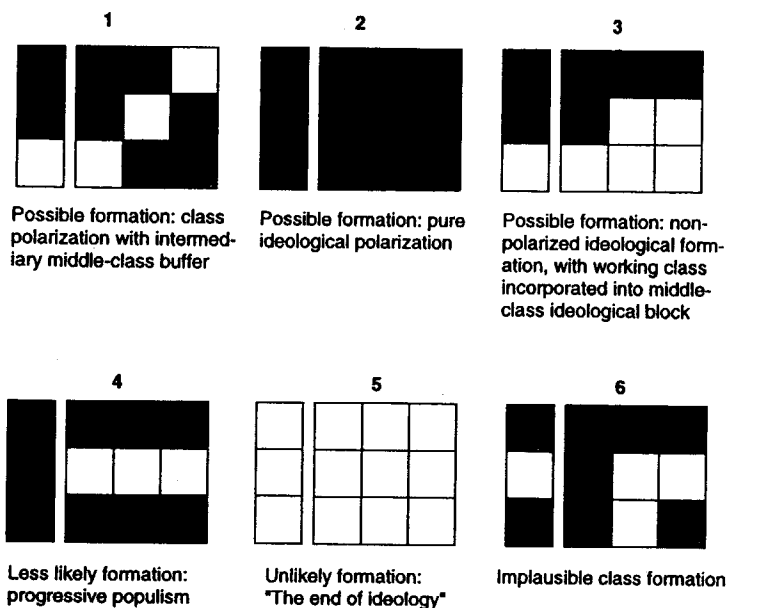 1
Possible formation: class
polarization with intermed-
iary middle-class buffer
2
Possible formation: pure
ideological polarization
3
Possible formation: non-
polarized ideological form-
ation, with working class
incorporated into middle-
class ideological block
4
Less likely formation:
progressive populism
5
Unlikely formation:
"The end of ideology"
6
Implausible class formation